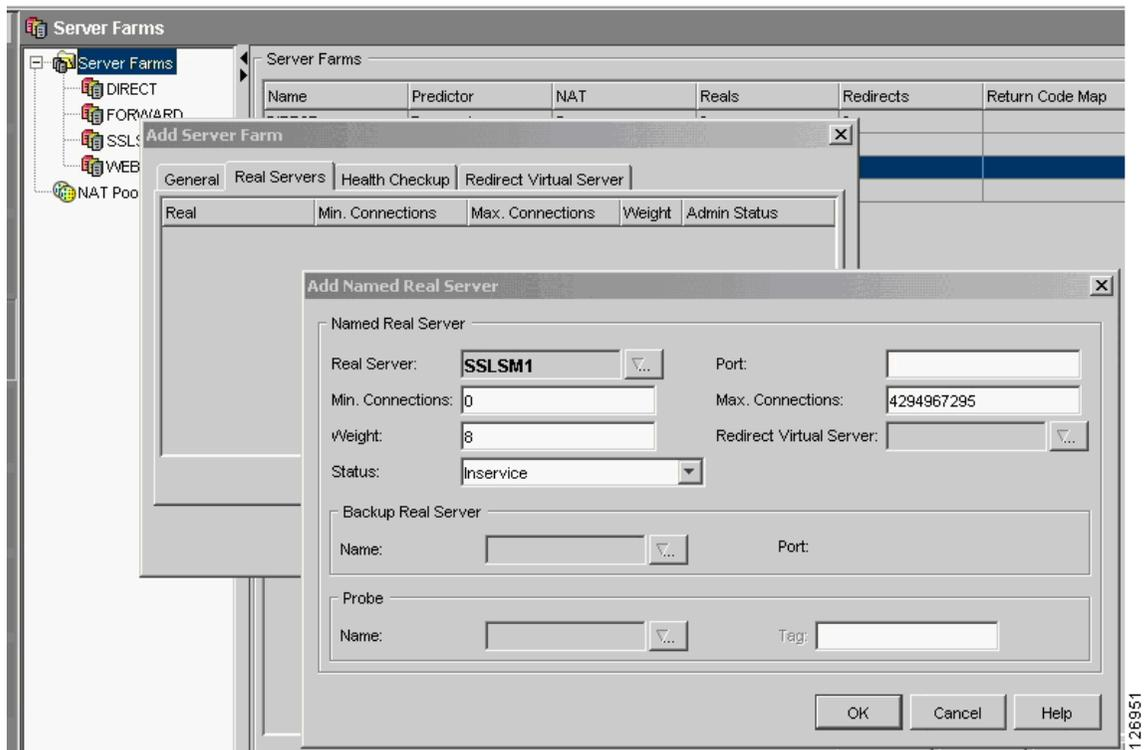 Server Farms
Server Farms
DIRECT
FORWARD
SSLS
WEB
NAT Poo
Server Farms
Name Predictor NAT Reals Redirects Return Code Map
Add Server Farm
General Real Servers Health Checkup Redirect Virtual Server
Real Min. Connections Max. Connections Weight Admin Status
Add Named Real Server
Named Real Server
Real Server: SSLSM1 ... Port:
Min. Connections: 0 Max. Connections: 4294967295
Weight: 8 Redirect Virtual Server: ...
Status: Inservice
Backup Real Server
Name: ... Port:
Probe
Name: ... Tag:
OK Cancel Help
126951